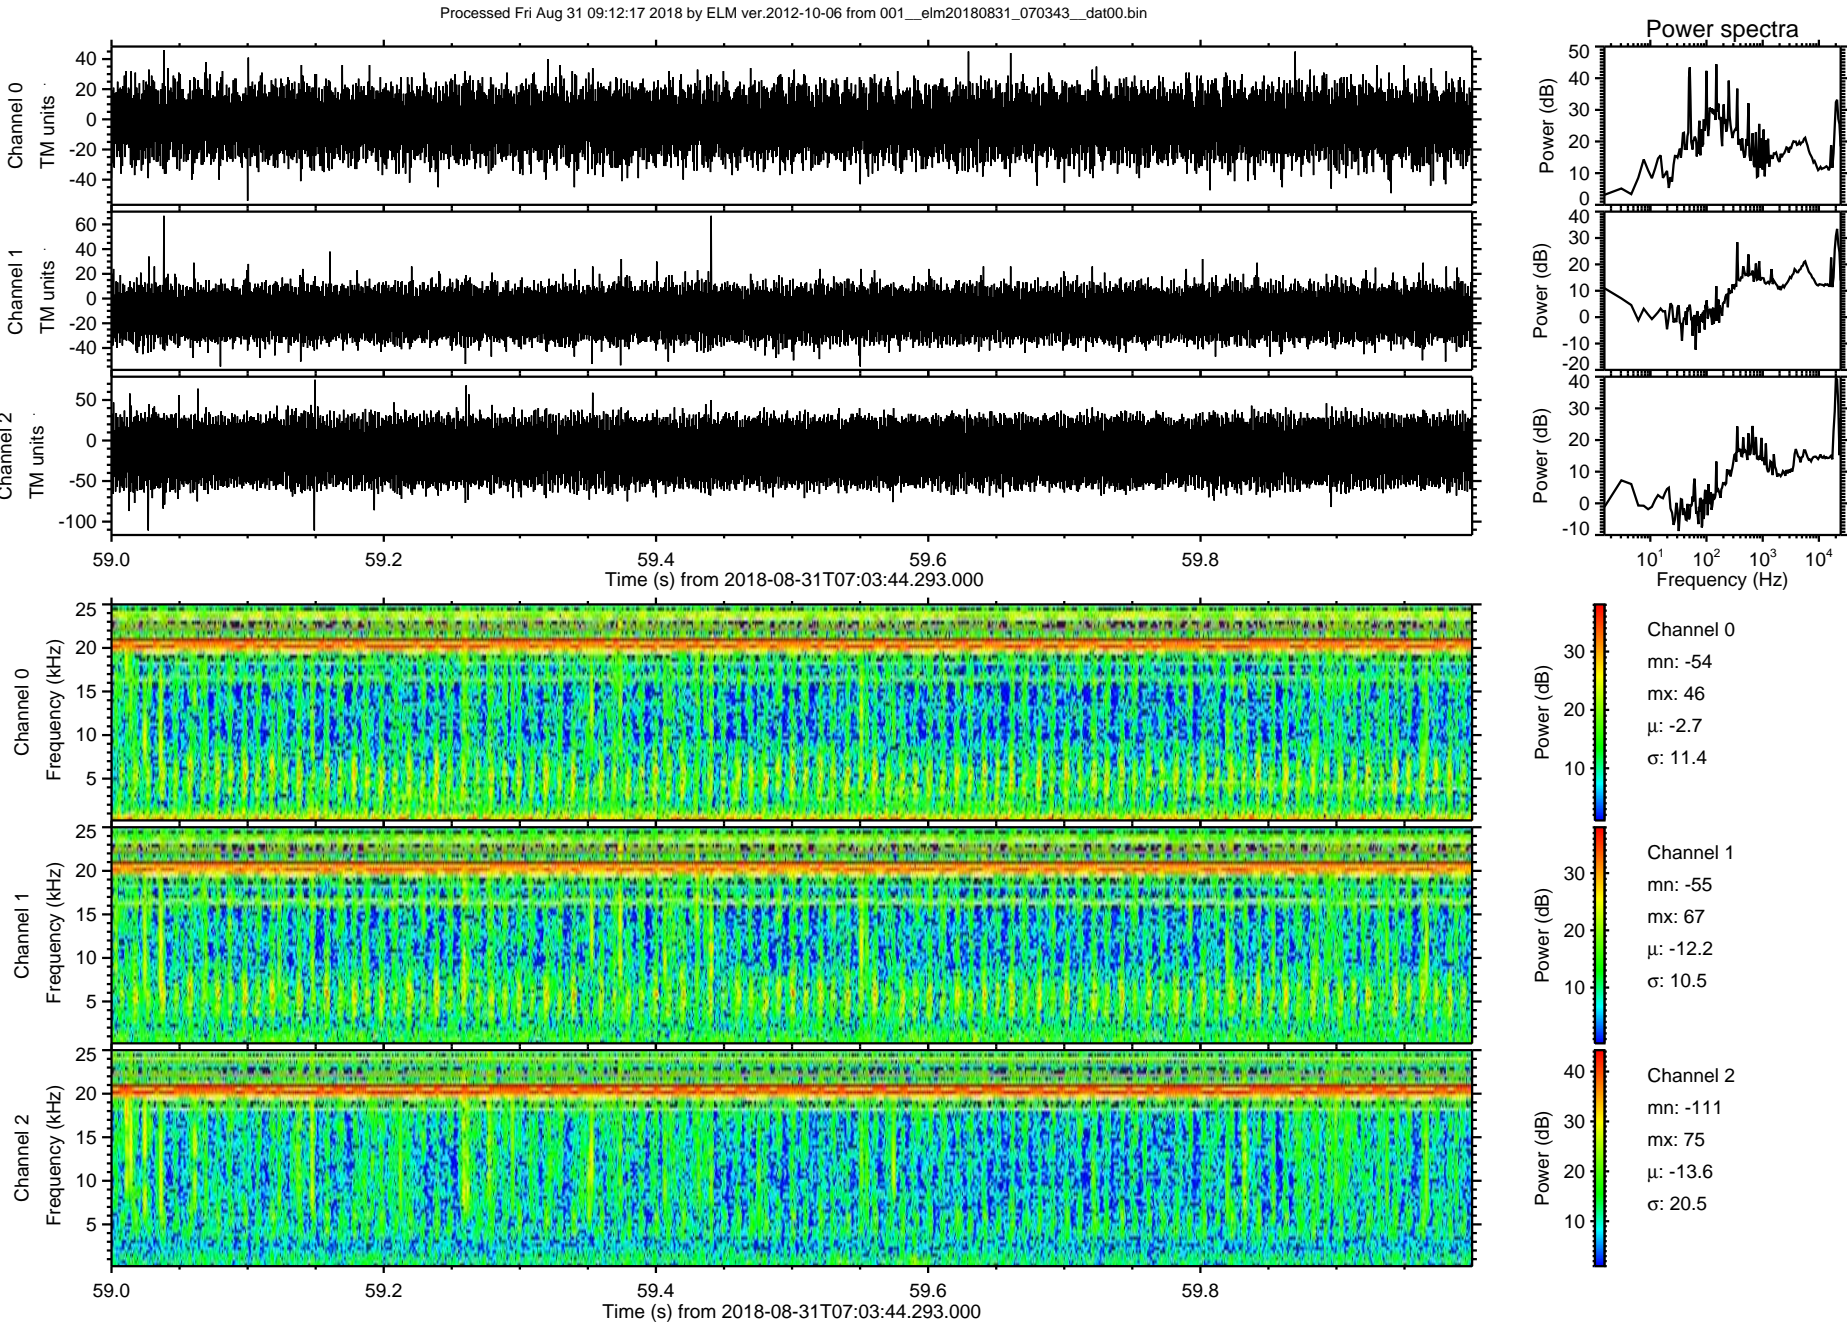 Processed Fri Aug 31 09:12:17 2018 by ELM ver.2012-10-06 from 001__elm20180831_070343__dat00.bin
Power spectra
Channel 0
TM units
40
20
0
-20
-40
Power (dB)
50
40
30
20
10
0
Channel 1
TM units
60
40
20
0
-20
-40
Power (dB)
40
30
20
10
0
-10
-20
Channel 2
TM units
50
0
-50
-100
Power (dB)
40
30
20
10
0
-10
59.0 59.2 59.4 59.6 59.8
Time (s) from 2018-08-31T07:03:44.293.000
10¹ 10² 10³ 10⁴
Frequency (Hz)
Channel 0
Frequency (kHz)
25
20
15
10
5
Power (dB)
30
20
10
Channel 0
mn: -54
mx: 46
μ: -2.7
σ: 11.4
Channel 1
Frequency (kHz)
25
20
15
10
5
Power (dB)
30
20
10
Channel 1
mn: -55
mx: 67
μ: -12.2
σ: 10.5
Channel 2
Frequency (kHz)
25
20
15
10
5
Power (dB)
40
30
20
10
Channel 2
mn: -111
mx: 75
μ: -13.6
σ: 20.5
59.0 59.2 59.4 59.6 59.8
Time (s) from 2018-08-31T07:03:44.293.000